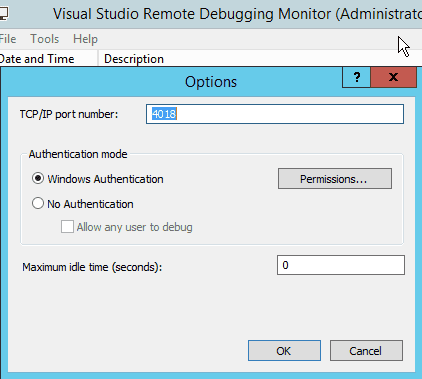 Visual Studio Remote Debugging Monitor (Administrato
File Tools Help
Date and Time Description
Options
? X
TCP/IP port number: 4018
Authentication mode
Windows Authentication Permissions...
No Authentication
Allow any user to debug
Maximum idle time (seconds): 0
OK Cancel